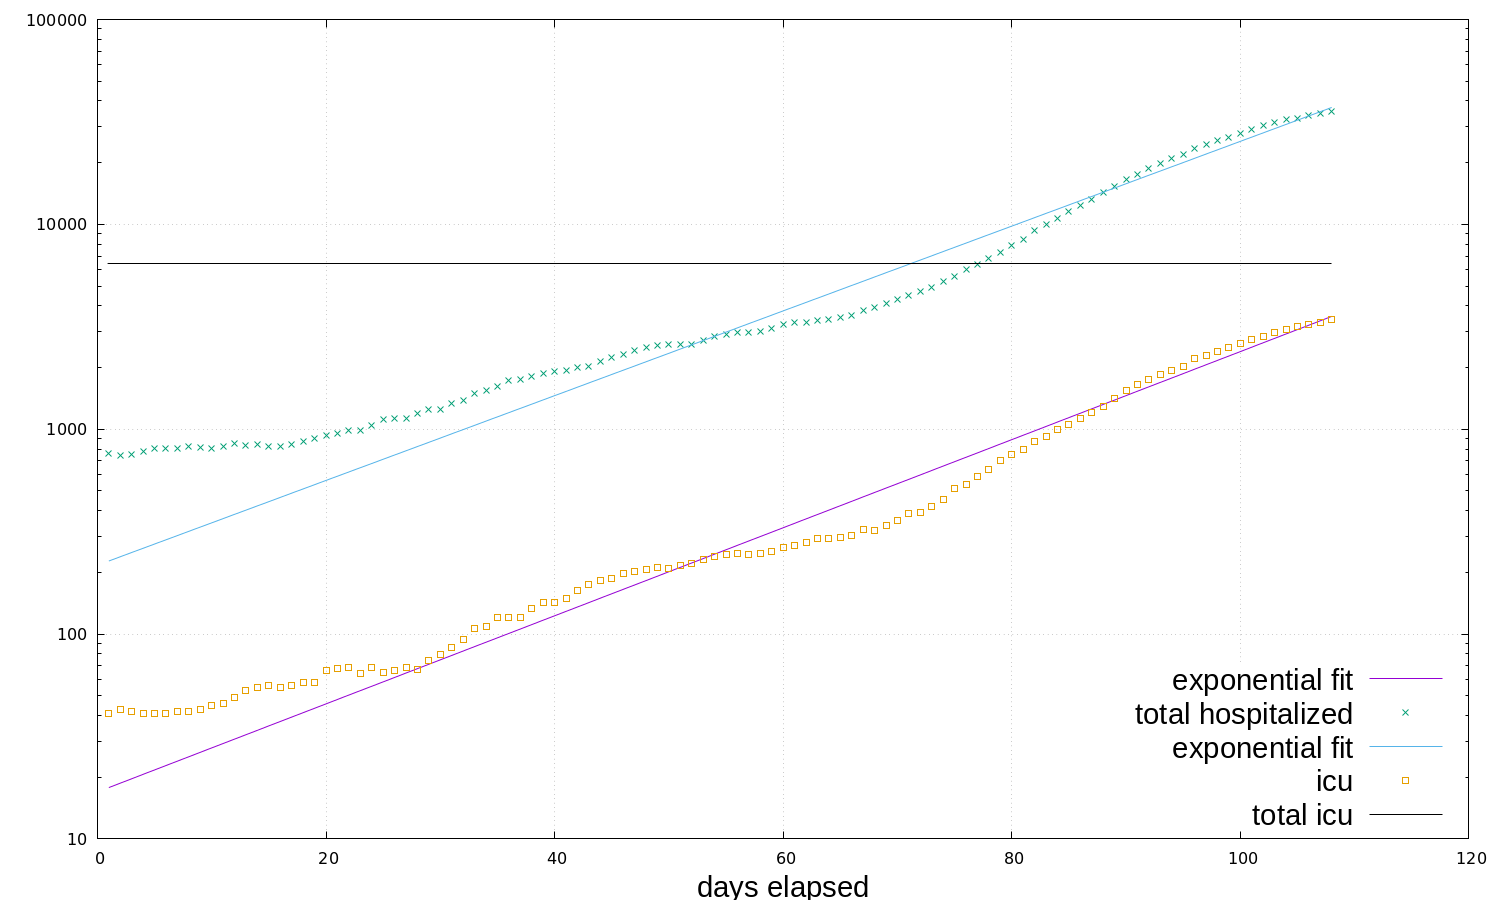 100000
10000
1000
100
10
0 20 40 60 80 100 120
days elapsed
exponential fit
total hospitalized
exponential fit
icu
total icu